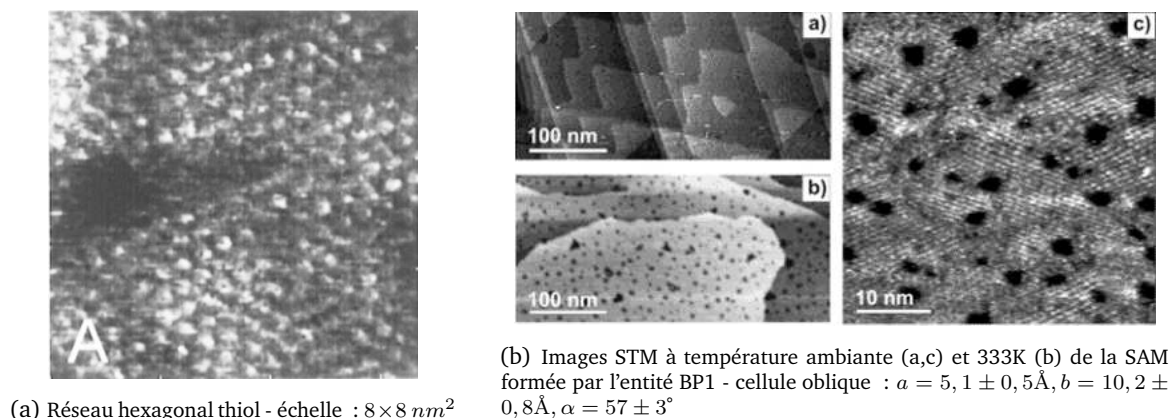 A
(a) Réseau hexagonal thiol - échelle : 8×8 nm²
a)
100 nm
b)
100 nm
c)
10 nm
(b) Images STM à température ambiante (a,c) et 333K (b) de la SAM
formée par l'entité BP1 - cellule oblique : a = 5, 1 ± 0, 5Å, b = 10, 2 ±
0, 8Å, α = 57 ± 3°